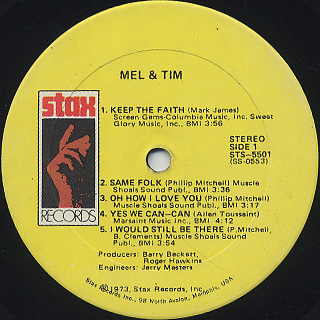 MEL & TIM
stax
RECORDS
1. KEEP THE FAITH (Mark James)
Screen Gems-Columbia Music, Inc. Sweet
Glory Music, Inc., BMI 3:56
STEREO
SIDE 1
STS-5501
(SS-0553)
2. SAME FOLK (Phillip Mitchell) Muscle
Shoals Sound Publ., BMI 3:36
3. OH HOW I LOVE YOU (Phillip Mitchell)
Muscle Shoals Sound Publ., BMI 3:17
4. YES WE CAN-CAN (Allen Toussaint)
Marsaint Music Inc., BMI 4:12
5. I WOULD STILL BE THERE (P. Mitchell,
B. Clements) Muscle Shoals Sound
Publ., BMI 3:54
Producers: Barry Beckett,
Roger Hawkins
Engineers: Jerry Masters
℗1973, Stax Records, Inc.
Stax Records Inc., 98 North Avalon, Memphis, USA